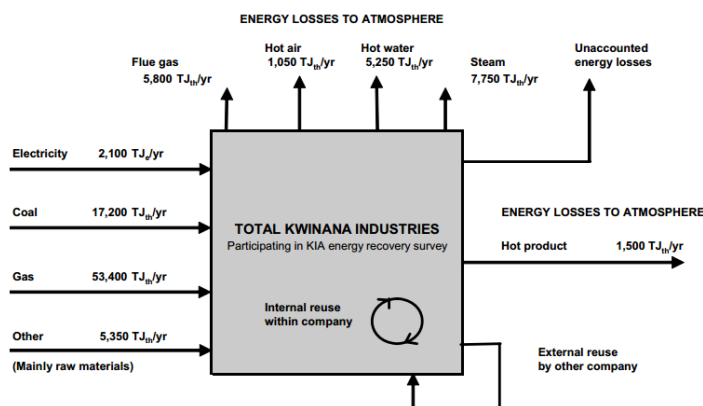 ENERGY LOSSES TO ATMOSPHERE
Flue gas
5,800 TJth/yr
Hot air
1,050 TJth/yr
Hot water
5,250 TJth/yr
Steam
7,750 TJth/yr
Unaccounted
energy losses
Electricity 2,100 TJe/yr
Coal 17,200 TJth/yr
Gas 53,400 TJth/yr
Other 5,350 TJth/yr
(Mainly raw materials)
TOTAL KWINANA INDUSTRIES
Participating in KIA energy recovery survey
Internal reuse
within company
ENERGY LOSSES TO ATMOSPHERE
Hot product 1,500 TJth/yr
External reuse
by other company